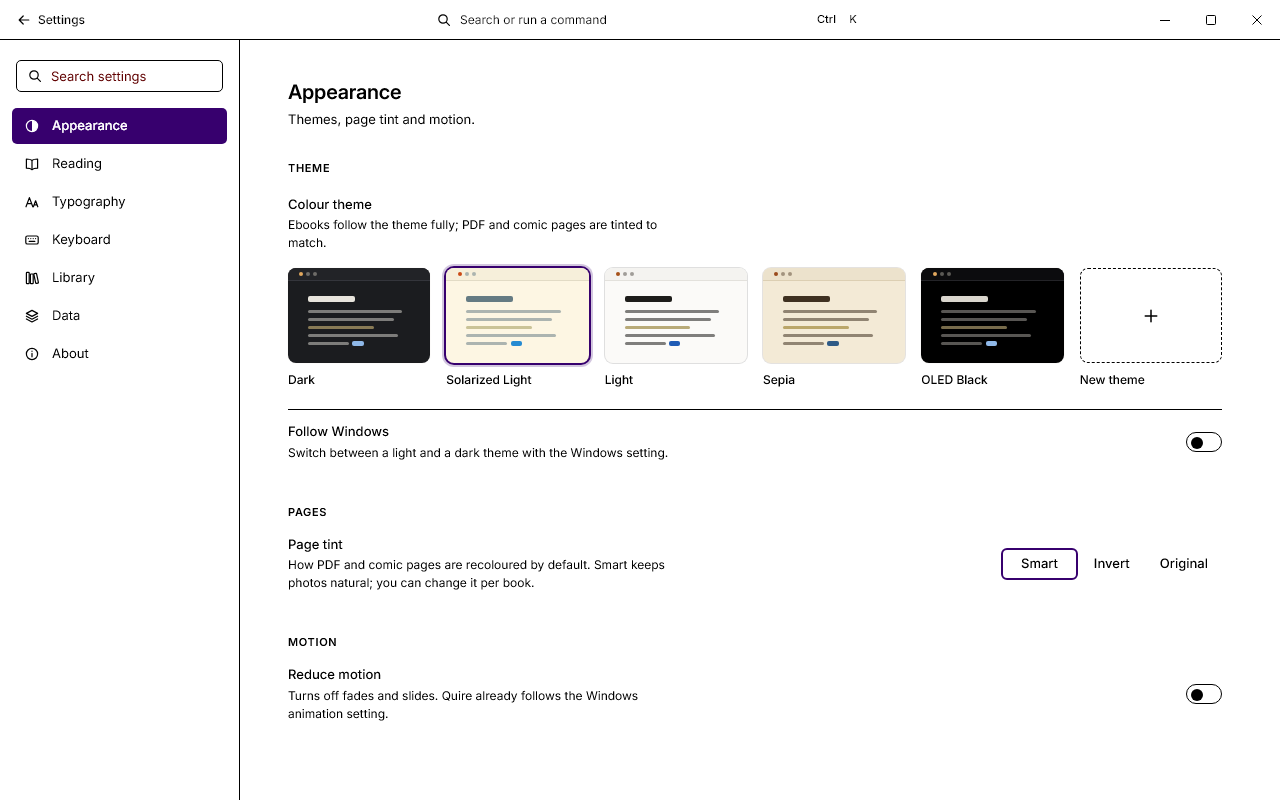 Settings
Search or run a command
Ctrl K
Search settings
Appearance
Reading
Typography
Keyboard
Library
Data
About
Appearance
Themes, page tint and motion.
THEME
Colour theme
Ebooks follow the theme fully; PDF and comic pages are tinted to
match.
Dark
Solarized Light
Light
Sepia
OLED Black
New theme
Follow Windows
Switch between a light and a dark theme with the Windows setting.
PAGES
Page tint
How PDF and comic pages are recoloured by default. Smart keeps
photos natural; you can change it per book.
Smart
Invert
Original
MOTION
Reduce motion
Turns off fades and slides. Quire already follows the Windows
animation setting.